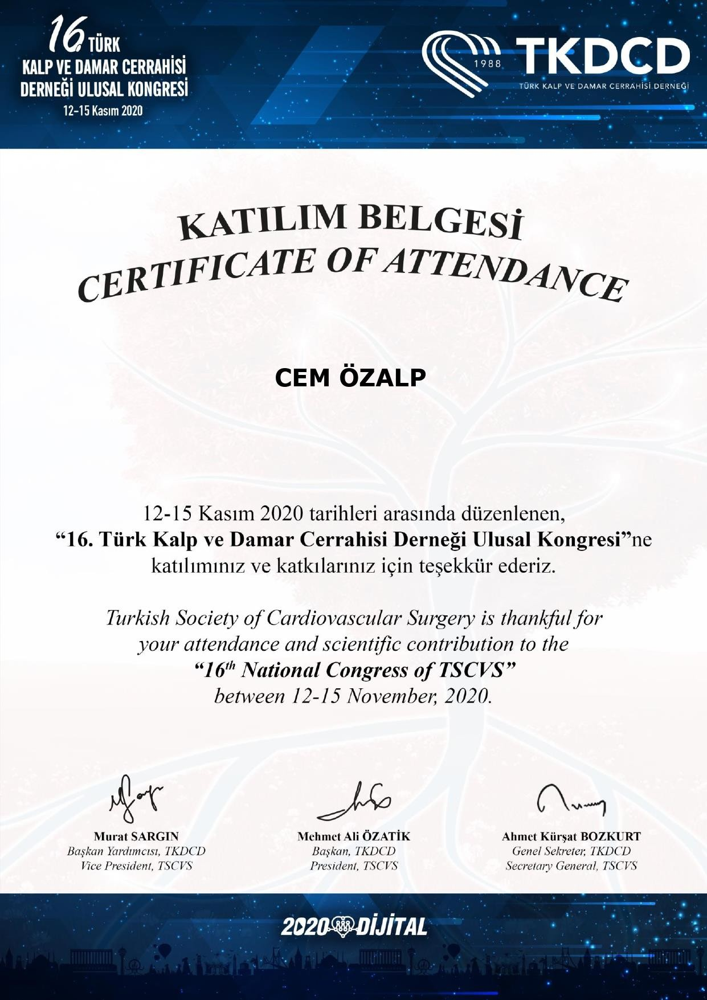 16. TÜRK
KALP VE DAMAR CERRAHİSİ
DERNEĞİ ULUSAL KONGRESİ
12-15 Kasım 2020
1988
TKDCD
TÜRK KALP VE DAMAR CERRAHİSİ DERNEĞİ
KATILIM BELGESİ
CERTIFICATE OF ATTENDANCE
CEM ÖZALP
12-15 Kasım 2020 tarihleri arasında düzenlenen,
“16. Türk Kalp ve Damar Cerrahisi Derneği Ulusal Kongresi”ne
katılımınız ve katkılarınız için teşekkür ederiz.
Turkish Society of Cardiovascular Surgery is thankful for
your attendance and scientific contribution to the
“16th National Congress of TSCVS”
between 12-15 November, 2020.
Murat SARGIN
Başkan Yardımcısı, TKDCD
Vice President, TSCVS
Mehmet Ali ÖZATİK
Başkan, TKDCD
President, TSCVS
Ahmet Kürşat BOZKURT
Genel Sekreter, TKDCD
Secretary General, TSCVS
2020 DİJİTAL